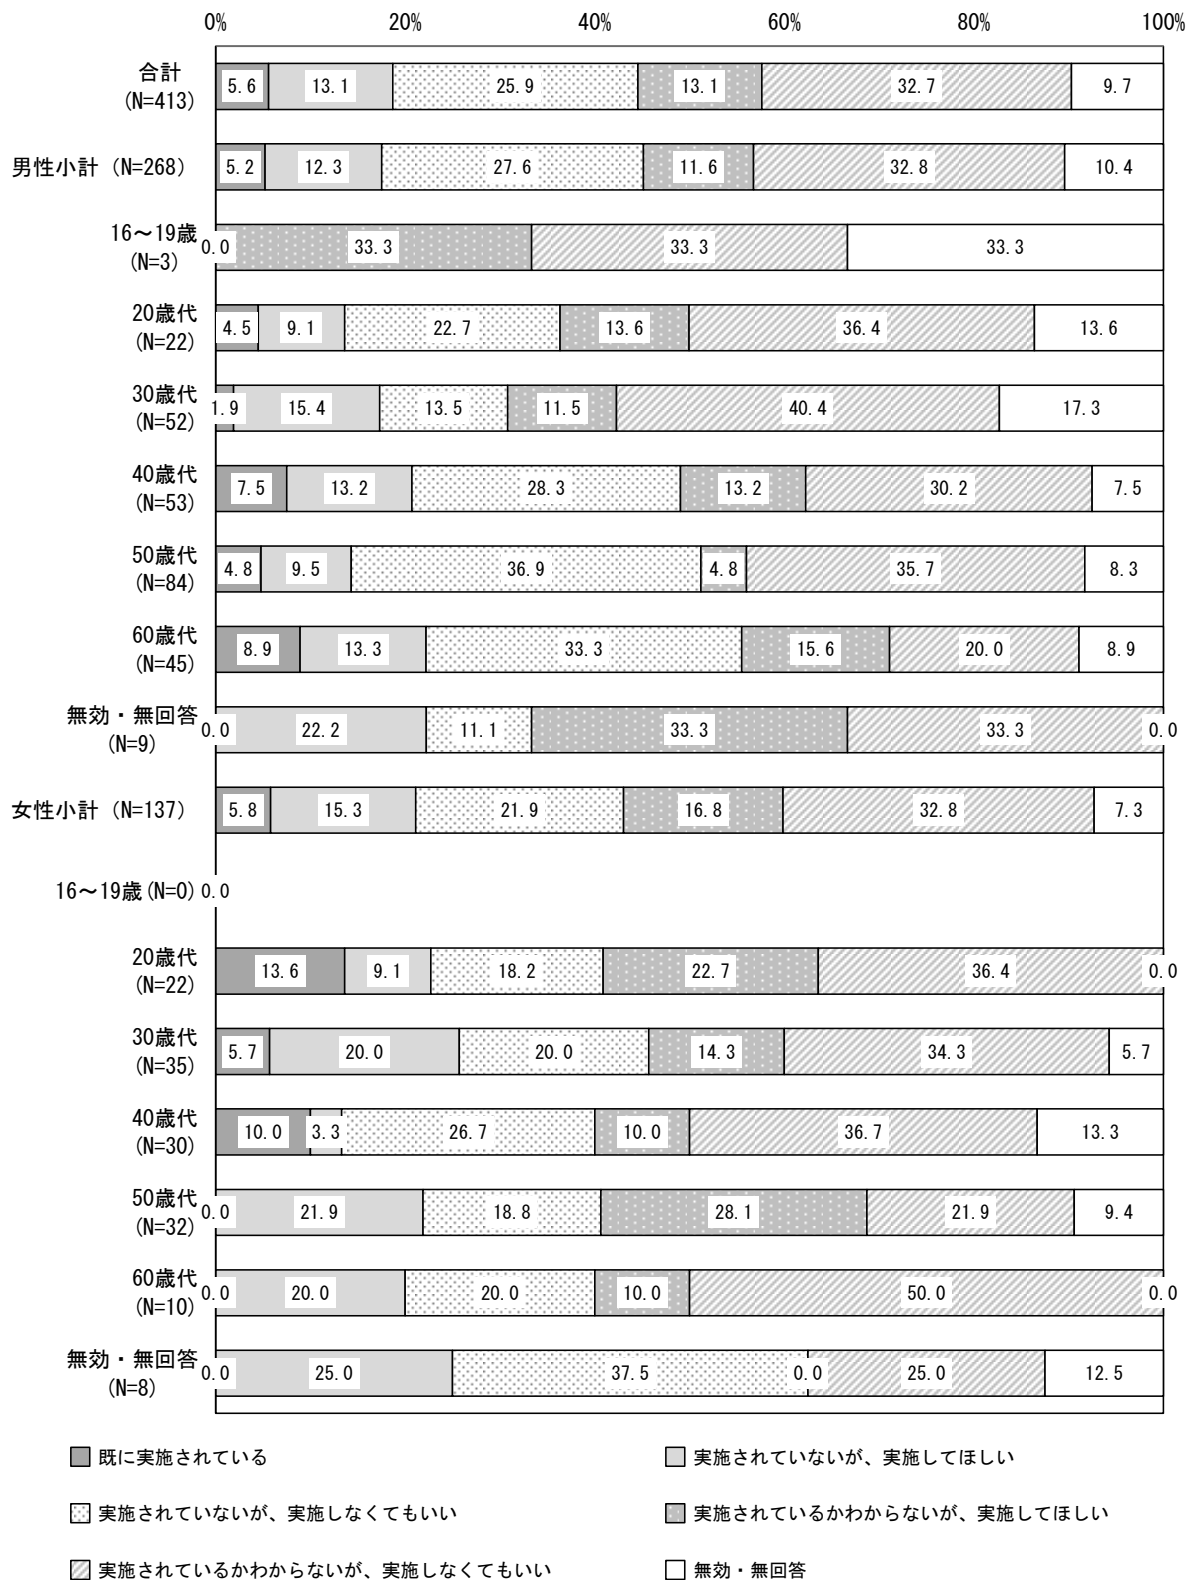 0% 20% 40% 60% 80% 100%
合計
(N=413)
5.6 13.1 25.9 13.1 32.7 9.7
男性小計 (N=268)
5.2 12.3 27.6 11.6 32.8 10.4
16～19歳
(N=3)
0.0 33.3 33.3 33.3
20歳代
(N=22)
4.5 9.1 22.7 13.6 36.4 13.6
30歳代
(N=52)
1.9 15.4 13.5 11.5 40.4 17.3
40歳代
(N=53)
7.5 13.2 28.3 13.2 30.2 7.5
50歳代
(N=84)
4.8 9.5 36.9 4.8 35.7 8.3
60歳代
(N=45)
8.9 13.3 33.3 15.6 20.0 8.9
無効・無回答
(N=9)
0.0 22.2 11.1 33.3 33.3 0.0
女性小計 (N=137)
5.8 15.3 21.9 16.8 32.8 7.3
16～19歳(N=0) 0.0
20歳代
(N=22)
13.6 9.1 18.2 22.7 36.4 0.0
30歳代
(N=35)
5.7 20.0 20.0 14.3 34.3 5.7
40歳代
(N=30)
10.0 3.3 26.7 10.0 36.7 13.3
50歳代
(N=32)
0.0 21.9 18.8 28.1 21.9 9.4
60歳代
(N=10)
0.0 20.0 20.0 10.0 50.0 0.0
無効・無回答
(N=8)
0.0 25.0 37.5 0.0 25.0 12.5
既に実施されている
実施されていないが、実施してほしい
実施されていないが、実施しなくてもいい
実施されているかわからないが、実施してほしい
実施されているかわからないが、実施しなくてもいい
無効・無回答